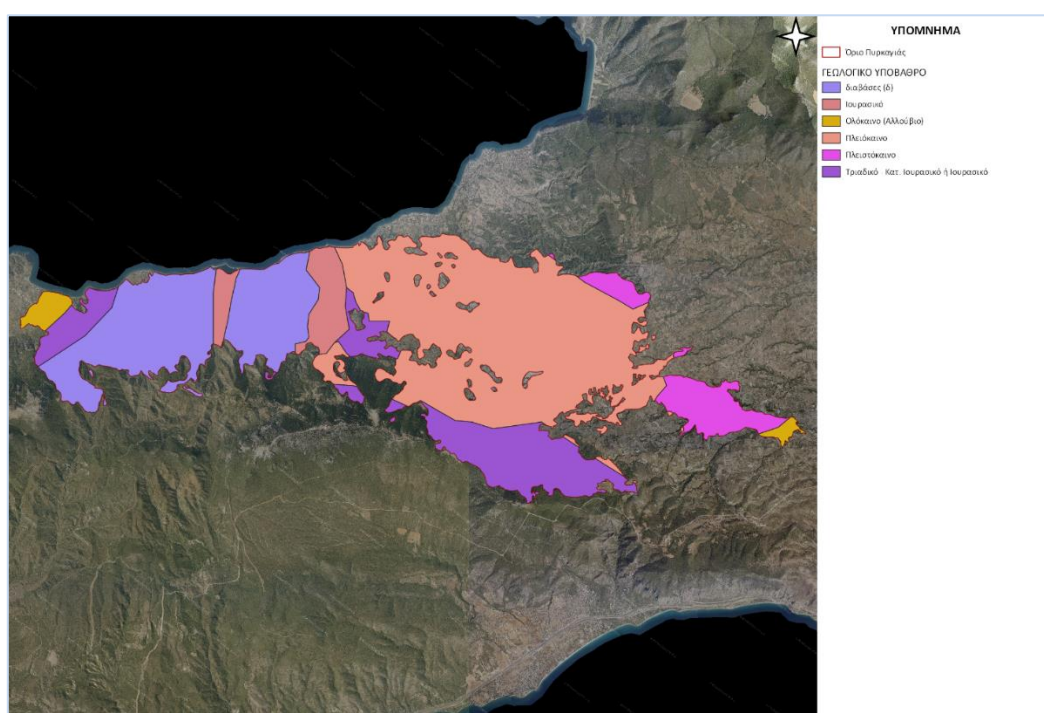 ΥΠΟΜΝΗΜΑ
Όριο Πυρκαγιάς
ΓΕΩΛΟΓΙΚΟ ΥΠΟΒΑΘΡΟ
διαβάσες (δ)
Ιουρασικό
Ολόκαινο (Αλλούβιο)
Πλειόκαινο
Πλειστόκαινο
Τριαδικό - Κατ. Ιουρασικό ή Ιουρασικό